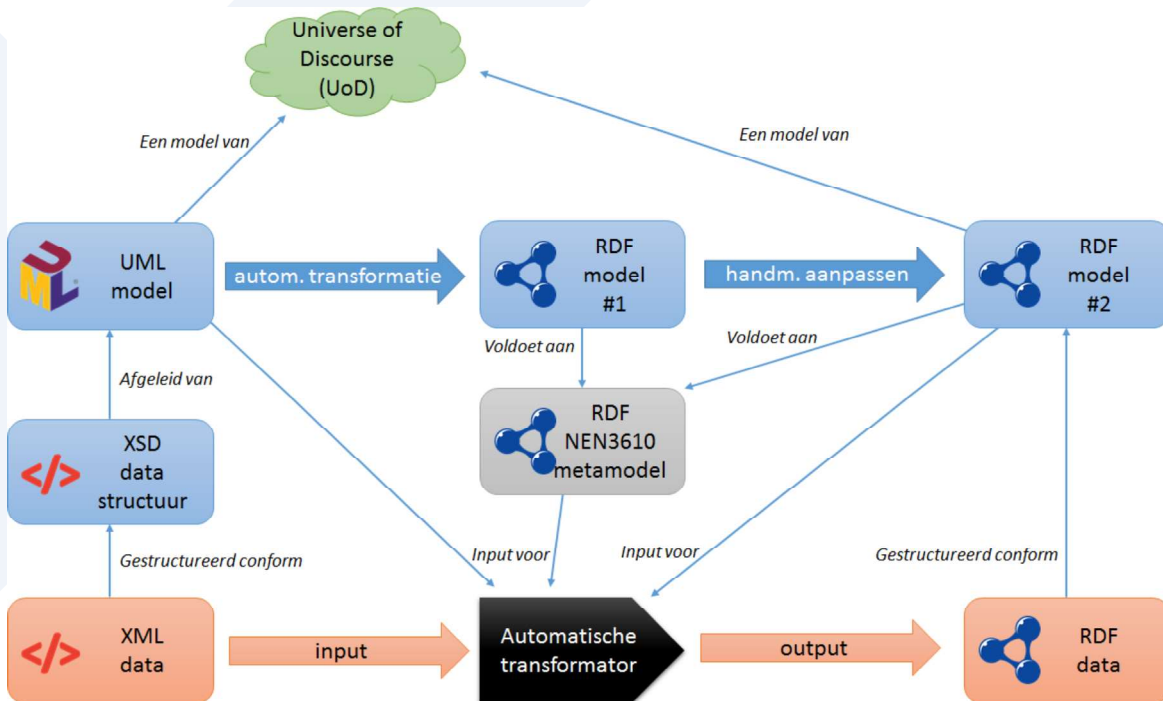 Universe of
Discourse
(UoD)
Een model van
Een model van
UML
UML
model
autom. transformatie
RDF
model
#1
handm. aanpassen
RDF
model
#2
Voldoet aan
Voldoet aan
Afgeleid van
RDF
NEN3610
metamodel
</>
XSD
data
structuur
Gestructureerd conform
Input voor
Input voor
Gestructureerd conform
</>
XML
data
input
Automatische
transformator
output
RDF
data